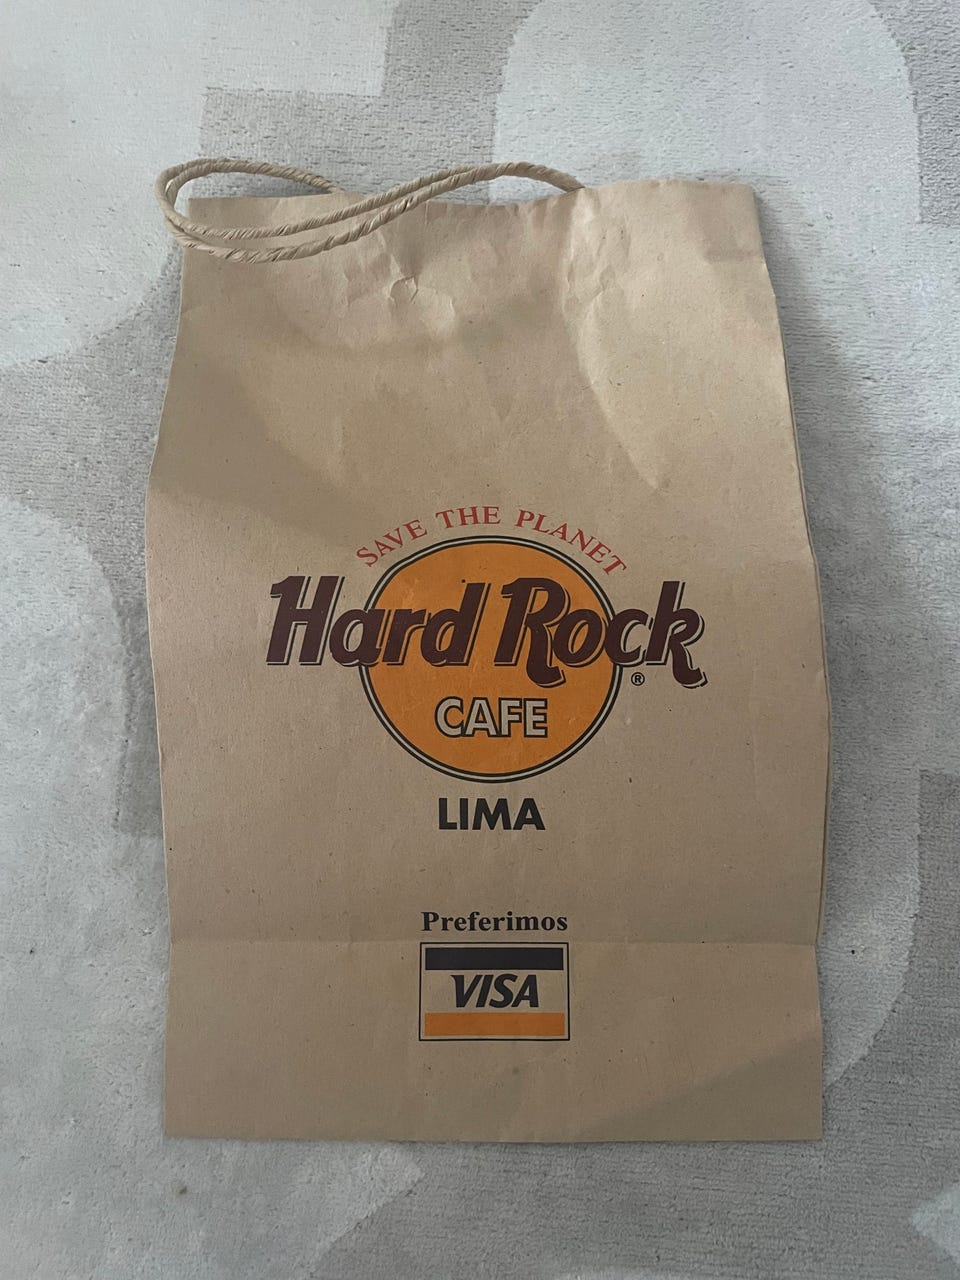 SAVE THE PLANET
Hard Rock
®
CAFE
LIMA
Preferimos
VISA